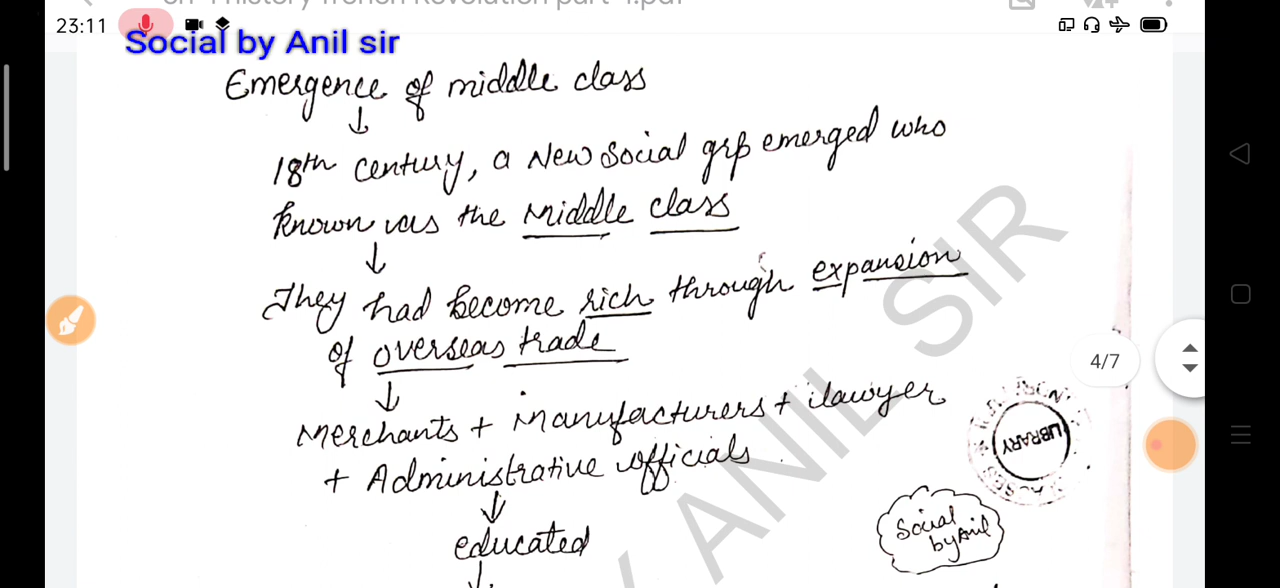 23:11
Social by Anil sir
Emergence of middle class
↓
18th century, a New Social grp emerged who
known as the middle class
↓
They had become rich through expansion
of overseas trade
↓
Merchants + manufacturers + lawyer
+ Administrative officials
↓
educated
↓
4/7
LIBRARY
Social
by Anil
Y ANIL SIR